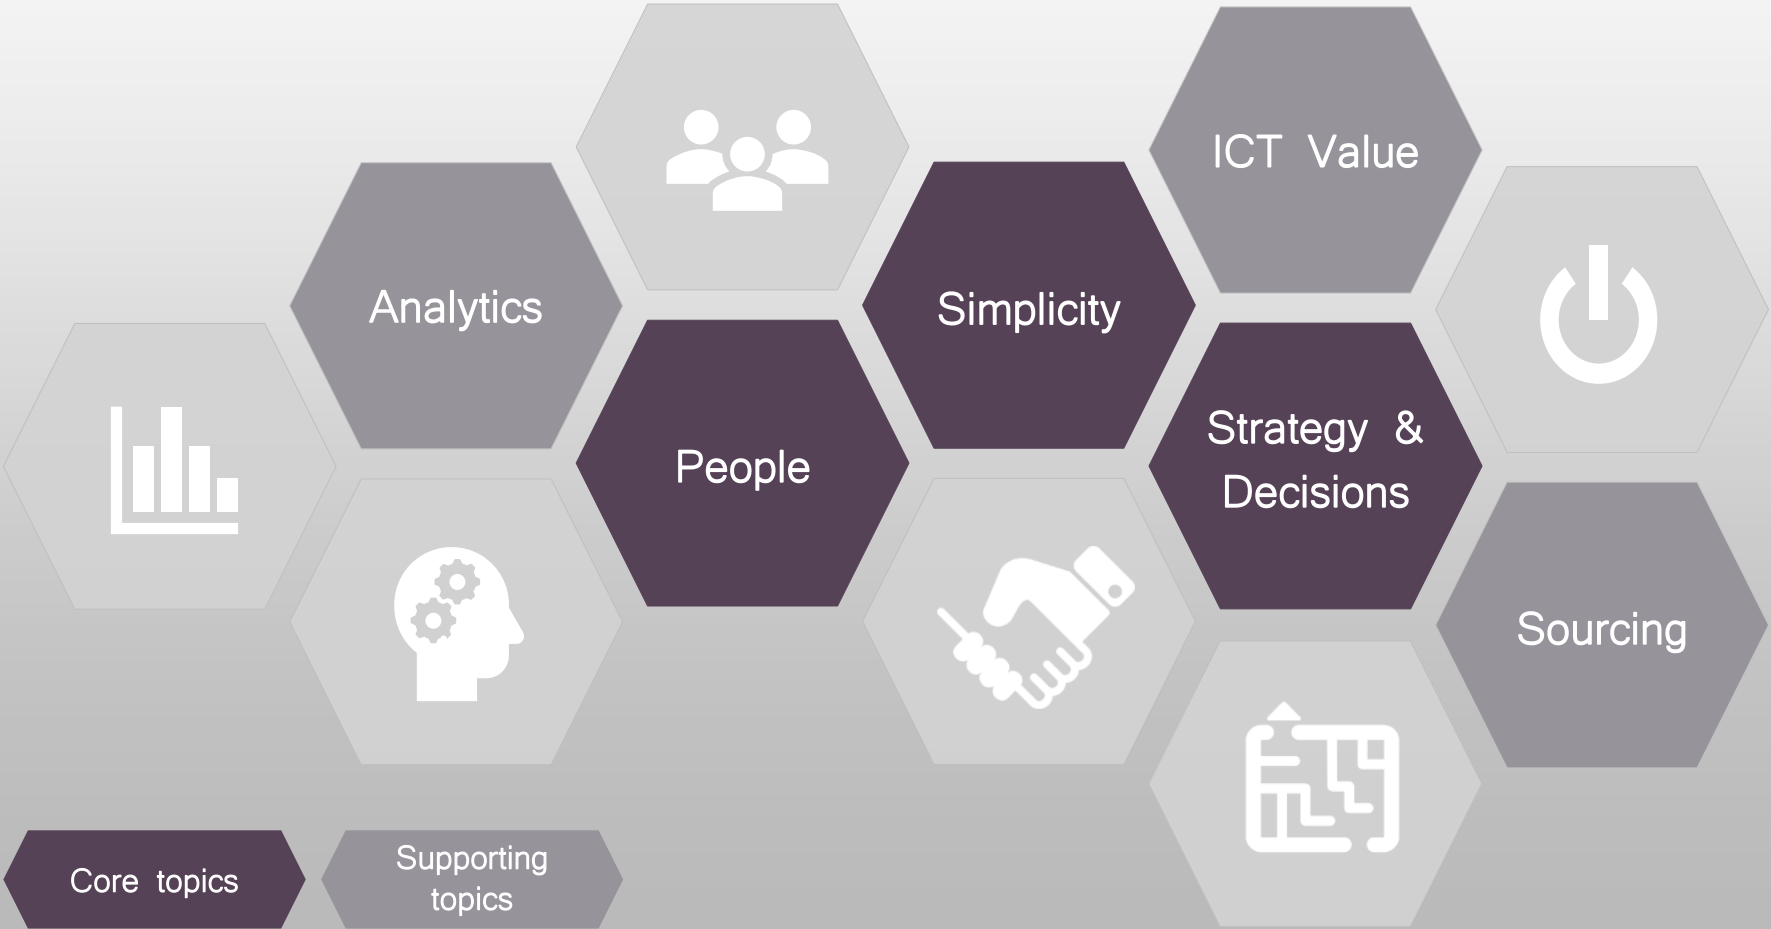 ICT Value
Analytics
Simplicity
People
Strategy &
Decisions
Sourcing
Core topics
Supporting
topics